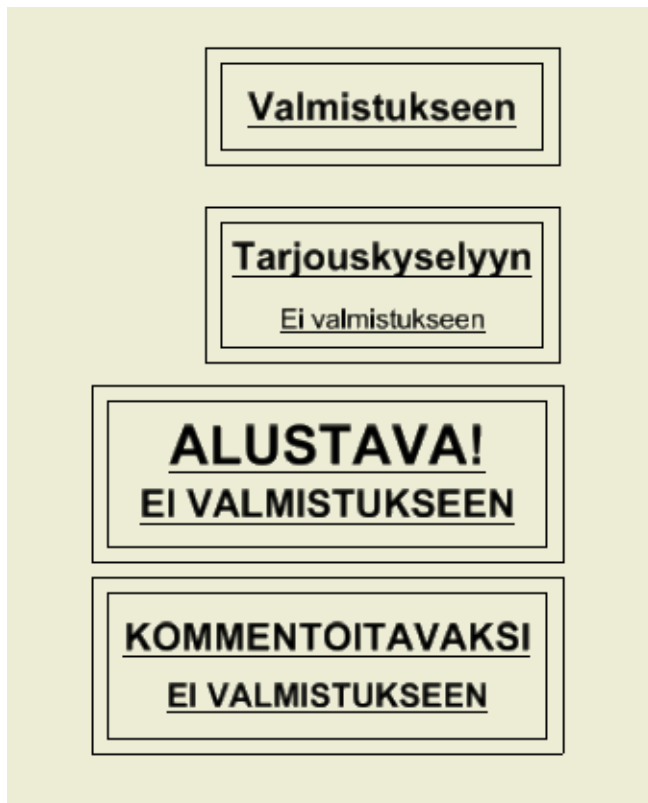 Valmistukseen
Tarjouskyselyyn
Ei valmistukseen
ALUSTAVA!
EI VALMISTUKSEEN
KOMMENTOITAVAKSI
EI VALMISTUKSEEN